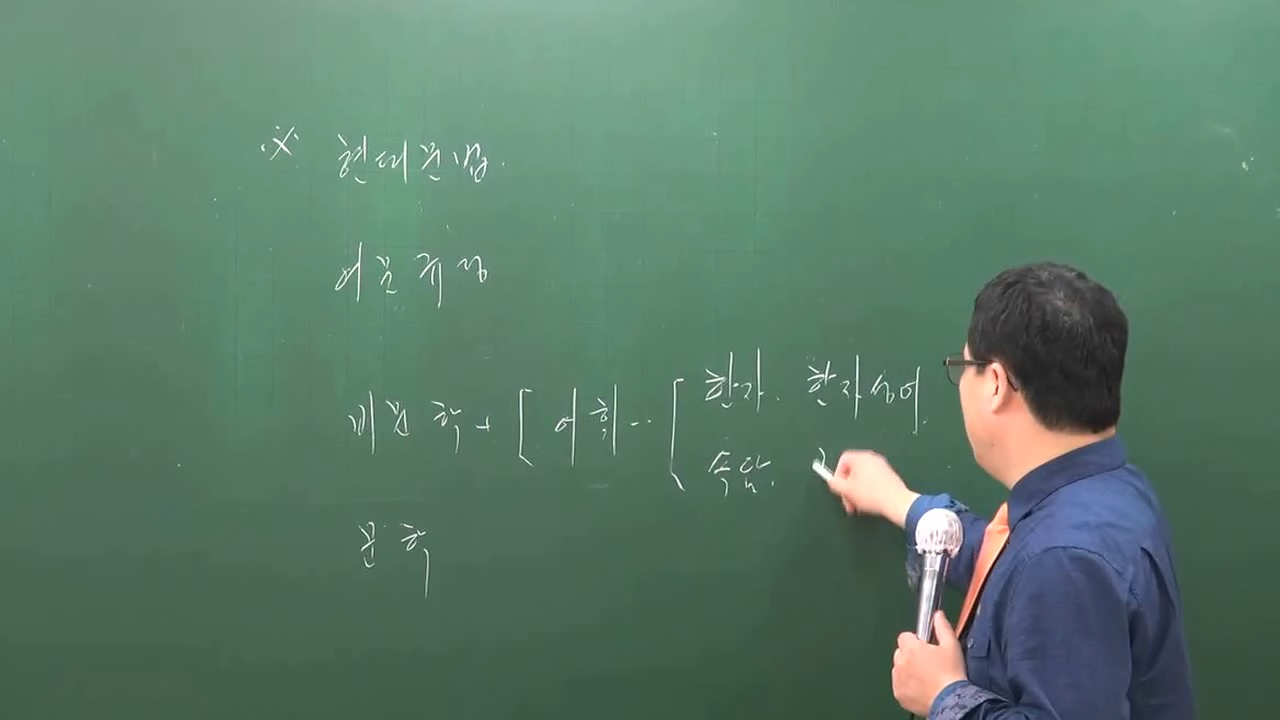 ※ 현대문법.
어문규정
비문학 + [ 어휘 ·· [ 한자. 한자성어.
속담.
문학